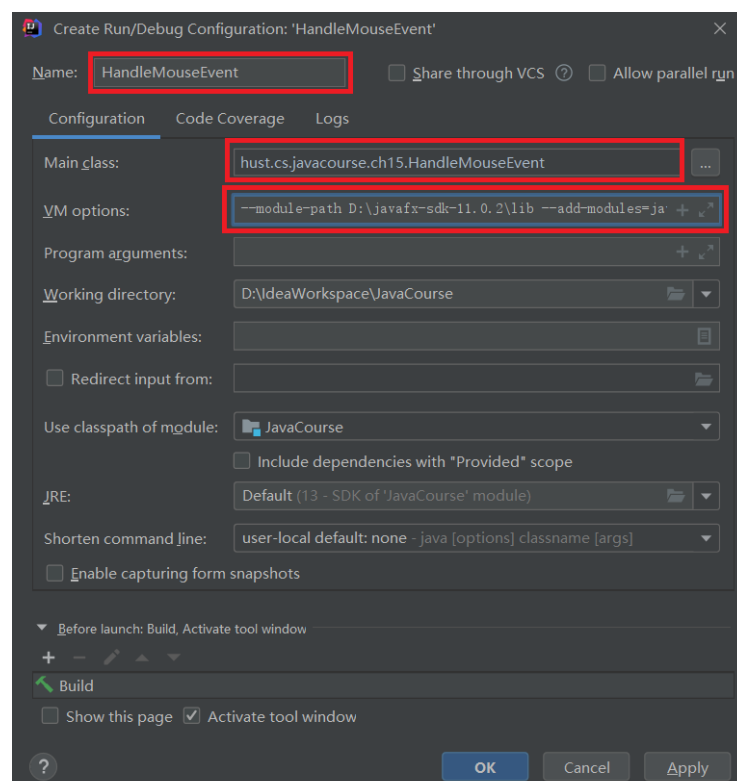 Create Run/Debug Configuration: 'HandleMouseEvent'
Name: HandleMouseEvent Share through VCS ? Allow parallel run
Configuration Code Coverage Logs
Main class: hust.cs.javacourse.ch15.HandleMouseEvent ...
VM options: --module-path D:\javafx-sdk-11.0.2\lib --add-modules=ja
Program arguments:
Working directory: D:\IdeaWorkspace\JavaCourse
Environment variables:
Redirect input from:
Use classpath of module: JavaCourse
Include dependencies with "Provided" scope
JRE: Default (13 - SDK of 'JavaCourse' module)
Shorten command line: user-local default: none - java [options] classname [args]
Enable capturing form snapshots
Before launch: Build, Activate tool window
Build
Show this page Activate tool window
? OK Cancel Apply